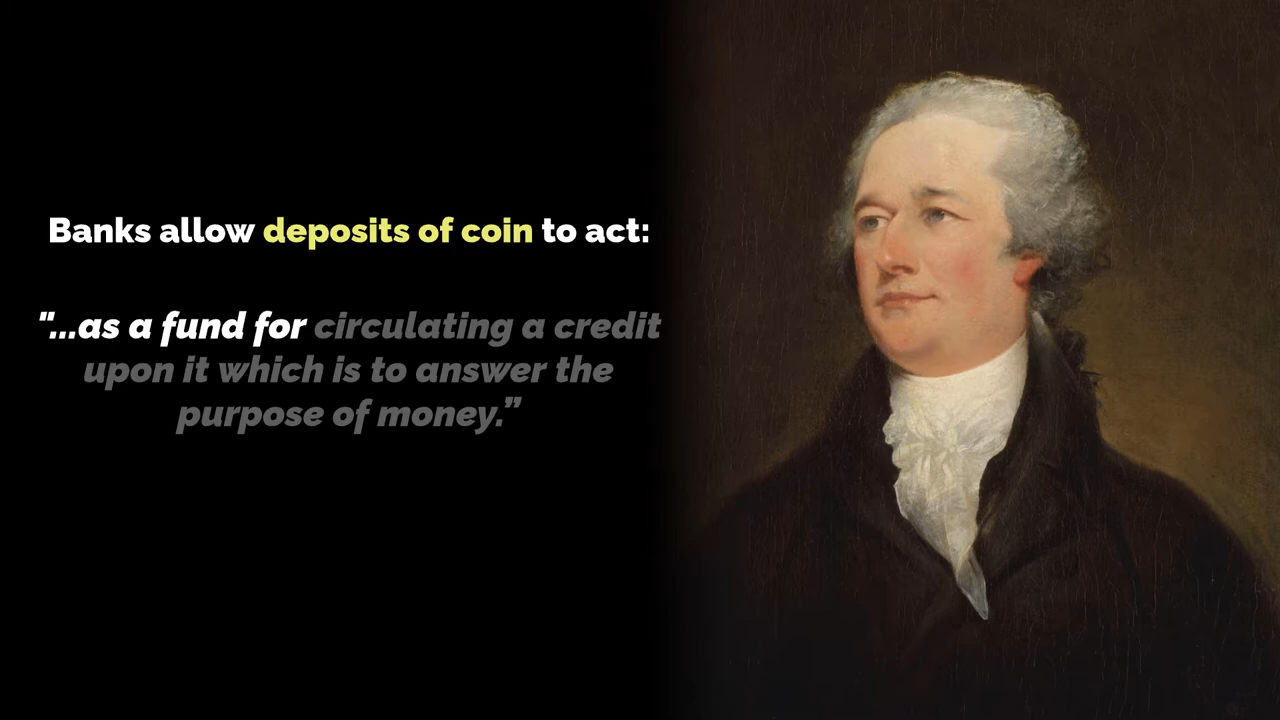 Banks allow deposits of coin to act:
"...as a fund for circulating a credit
upon it which is to answer the
purpose of money.”